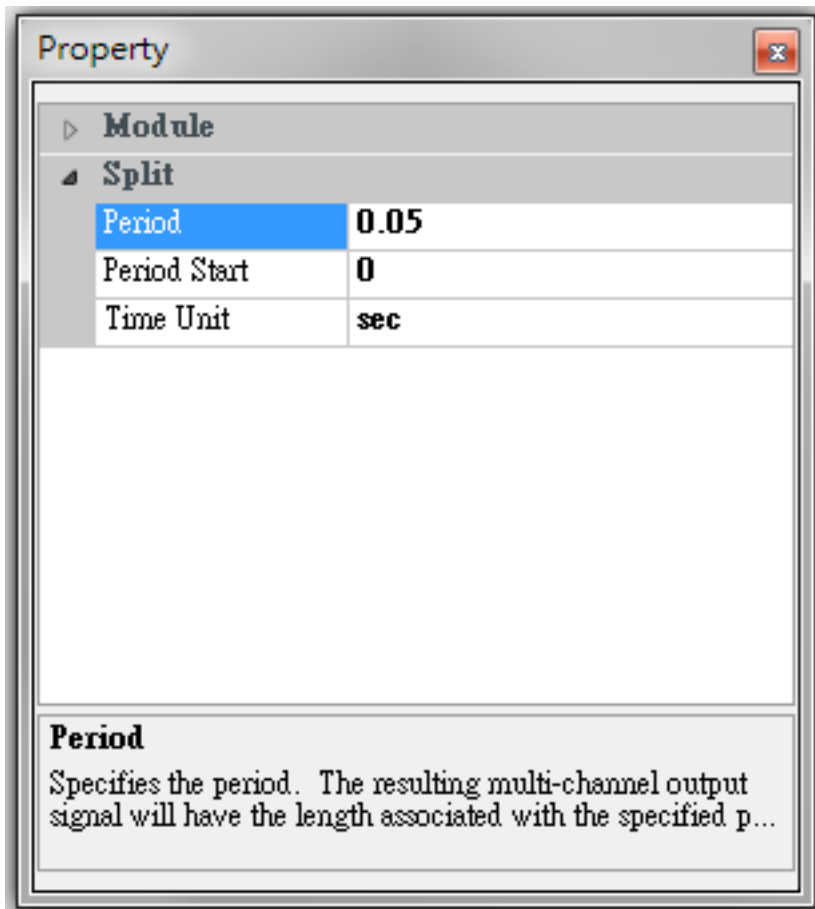 Property
Module
Split
Period 0.05
Period Start 0
Time Unit sec
Period
Specifies the period.  The resulting multi-channel output
signal will have the length associated with the specified p...